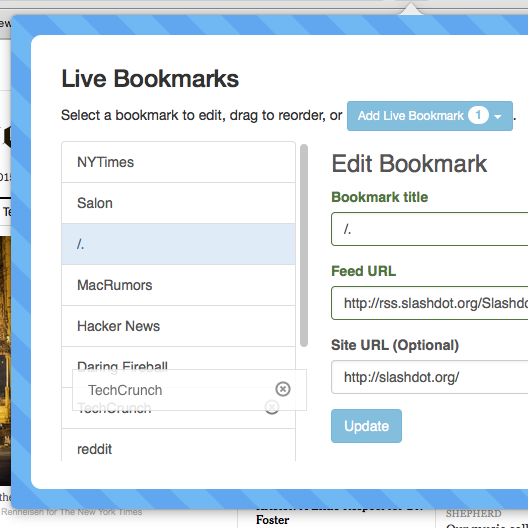 ew
Live Bookmarks
Select a bookmark to edit, drag to reorder, or Add Live Bookmark 1 .
NYTimes
Salon
/.
MacRumors
Hacker News
Daring Fireball
TechCrunch
TechCrunch
reddit
Edit Bookmark
Bookmark title
/.
Feed URL
http://rss.slashdot.org/Slashd
Site URL (Optional)
http://slashdot.org/
Update
Renneisen for The New York Times
Foster
SHEPHERD